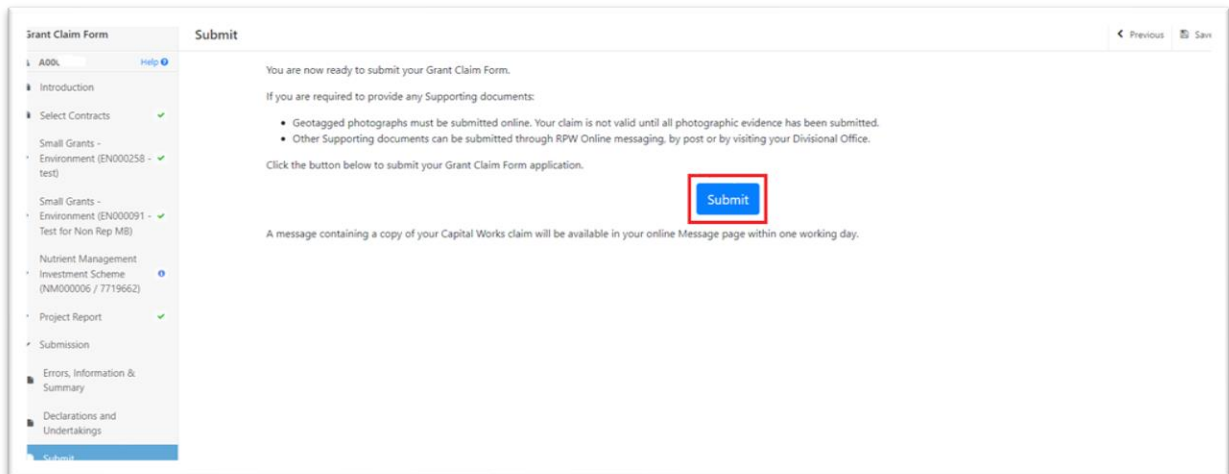 Grant Claim Form
Submit
Previous
Save
Help
Introduction
Select Contracts
Small Grants -
Environment (EN000258 -
test)
Small Grants -
Environment (EN000091 -
Test for Non Rep MB)
Nutrient Management
Investment Scheme
(NM000006 / 7719662)
Project Report
Submission
Errors, Information &
Summary
Declarations and
Undertakings
Submit
You are now ready to submit your Grant Claim Form.
If you are required to provide any Supporting documents:
• Geotagged photographs must be submitted online. Your claim is not valid until all photographic evidence has been submitted.
• Other Supporting documents can be submitted through RPW Online messaging, by post or by visiting your Divisional Office.
Click the button below to submit your Grant Claim Form application.
Submit
A message containing a copy of your Capital Works claim will be available in your online Message page within one working day.